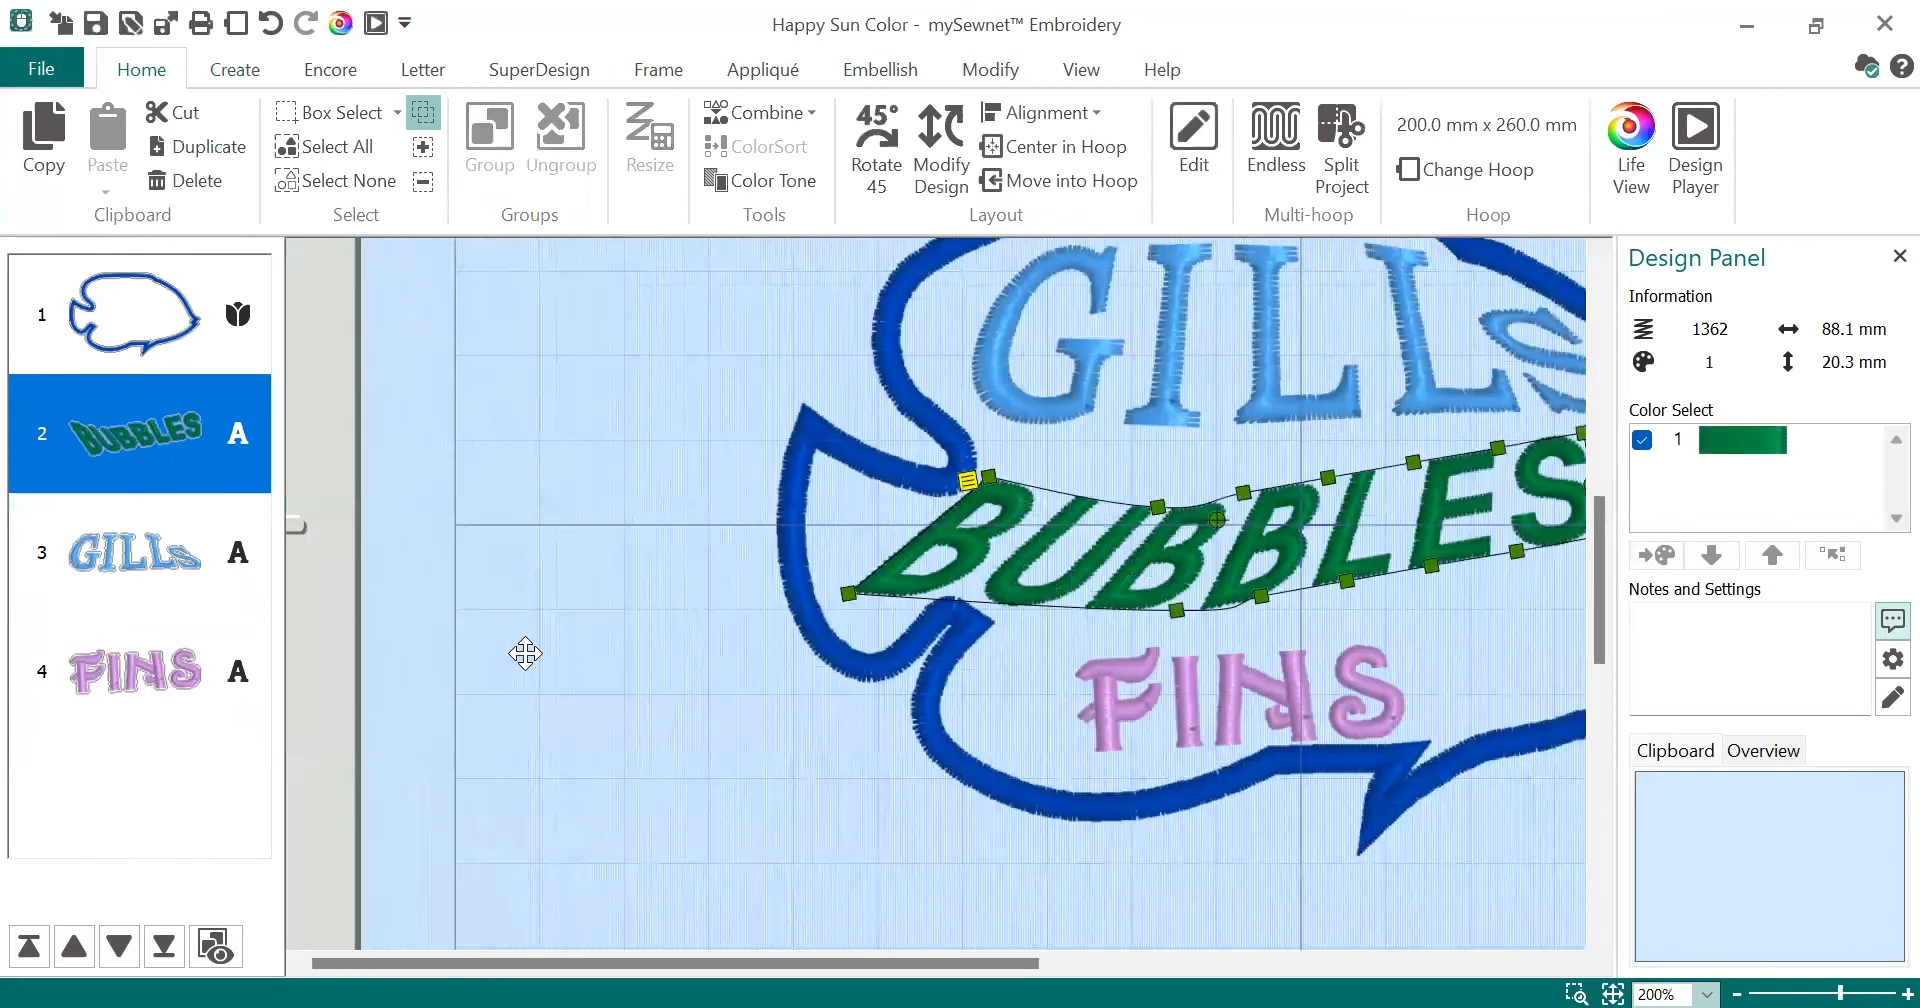 Happy Sun Color - mySewnet™ Embroidery
File Home Create Encore Letter SuperDesign Frame Appliqué Embellish Modify View Help
Copy
Paste
Cut
Duplicate
Delete
Clipboard
Box Select
Select All
Select None
Select
Group
Ungroup
Groups
Resize
Combine
ColorSort
Color Tone
Tools
Rotate
45
45°
Modify
Design
Alignment
Center in Hoop
Move into Hoop
Layout
Edit
Endless
Split
Project
Multi-hoop
200.0 mm x 260.0 mm
Change Hoop
Hoop
Life
View
Design
Player
1
2 BUBBLES A
3 GILLs A
4 FINS A
GILLs
BUBBLES
FINS
Design Panel
Information
1362 88.1 mm
1 20.3 mm
Color Select
1
Notes and Settings
Clipboard Overview
200%